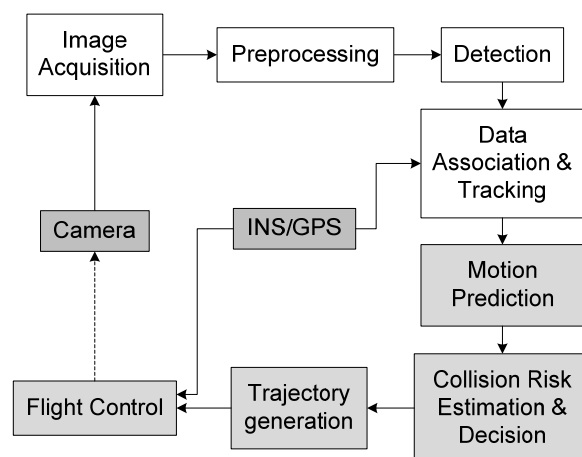 Image
Acquisition
Preprocessing
Detection
Data
Association &
Tracking
Camera
INS/GPS
Motion
Prediction
Flight Control
Trajectory
generation
Collision Risk
Estimation &
Decision